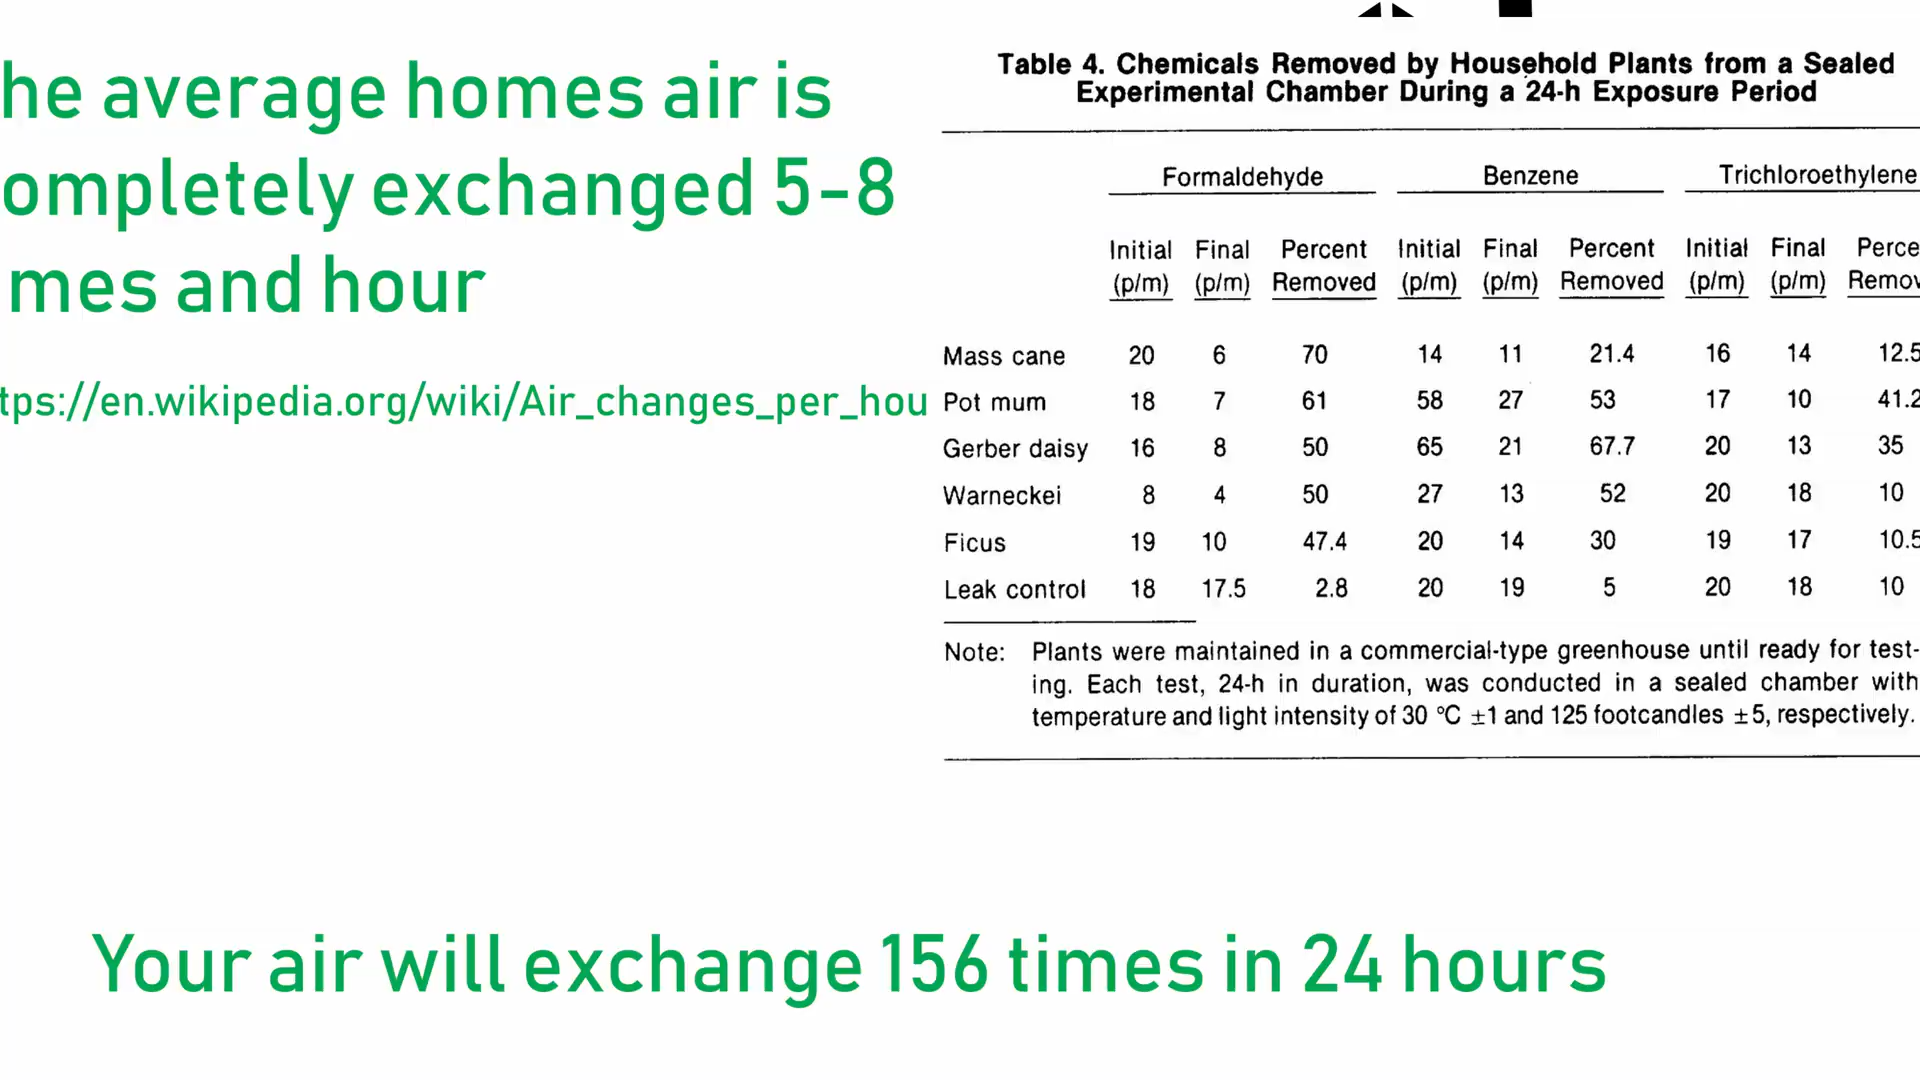 he average homes air is
ompletely exchanged 5-8
mes and hour
tps://en.wikipedia.org/wiki/Air_changes_per_hou
Table 4. Chemicals Removed by Household Plants from a Sealed
Experimental Chamber During a 24-h Exposure Period
Formaldehyde Benzene Trichloroethylene
Initial Final Percent Initial Final Percent Initial Final Perce
(p/m) (p/m) Removed (p/m) (p/m) Removed (p/m) (p/m) Remov
Mass cane 20 6 70 14 11 21.4 16 14 12.5
Pot mum 18 7 61 58 27 53 17 10 41.2
Gerber daisy 16 8 50 65 21 67.7 20 13 35
Warneckei 8 4 50 27 13 52 20 18 10
Ficus 19 10 47.4 20 14 30 19 17 10.5
Leak control 18 17.5 2.8 20 19 5 20 18 10
Note: Plants were maintained in a commercial-type greenhouse until ready for test-
ing. Each test, 24-h in duration, was conducted in a sealed chamber with
temperature and light intensity of 30 °C ±1 and 125 footcandles ±5, respectively.
Your air will exchange 156 times in 24 hours